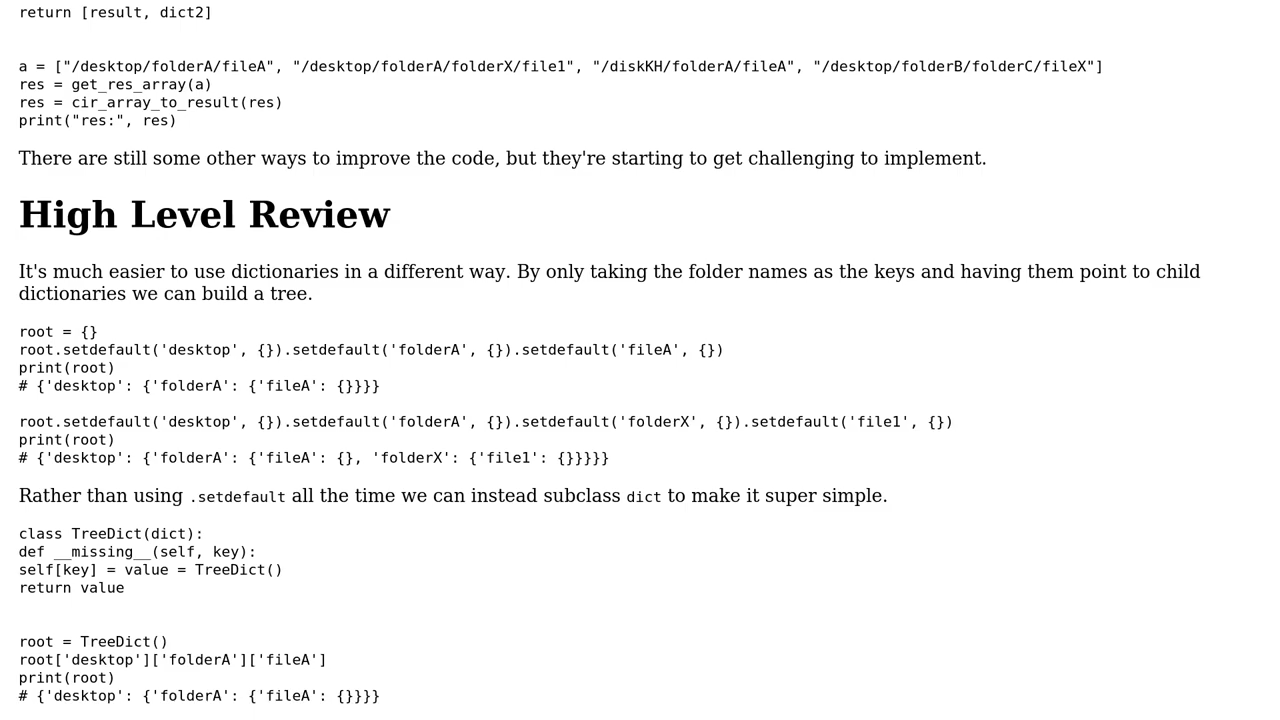 return [result, dict2]
a = ["/desktop/folderA/fileA", "/desktop/folderA/folderX/file1", "/diskKH/folderA/fileA", "/desktop/folderB/folderC/fileX"]
res = get_res_array(a)
res = cir_array_to_result(res)
print("res:", res)
There are still some other ways to improve the code, but they're starting to get challenging to implement.
High Level Review
It's much easier to use dictionaries in a different way. By only taking the folder names as the keys and having them point to child
dictionaries we can build a tree.
root = {}
root.setdefault('desktop', {}).setdefault('folderA', {}).setdefault('fileA', {})
print(root)
# {'desktop': {'folderA': {'fileA': {}}}}
root.setdefault('desktop', {}).setdefault('folderA', {}).setdefault('folderX', {}).setdefault('file1', {})
print(root)
# {'desktop': {'folderA': {'fileA': {}, 'folderX': {'file1': {}}}}}
Rather than using .setdefault all the time we can instead subclass dict to make it super simple.
class TreeDict(dict):
def __missing__(self, key):
self[key] = value = TreeDict()
return value
root = TreeDict()
root['desktop']['folderA']['fileA']
print(root)
# {'desktop': {'folderA': {'fileA': {}}}}